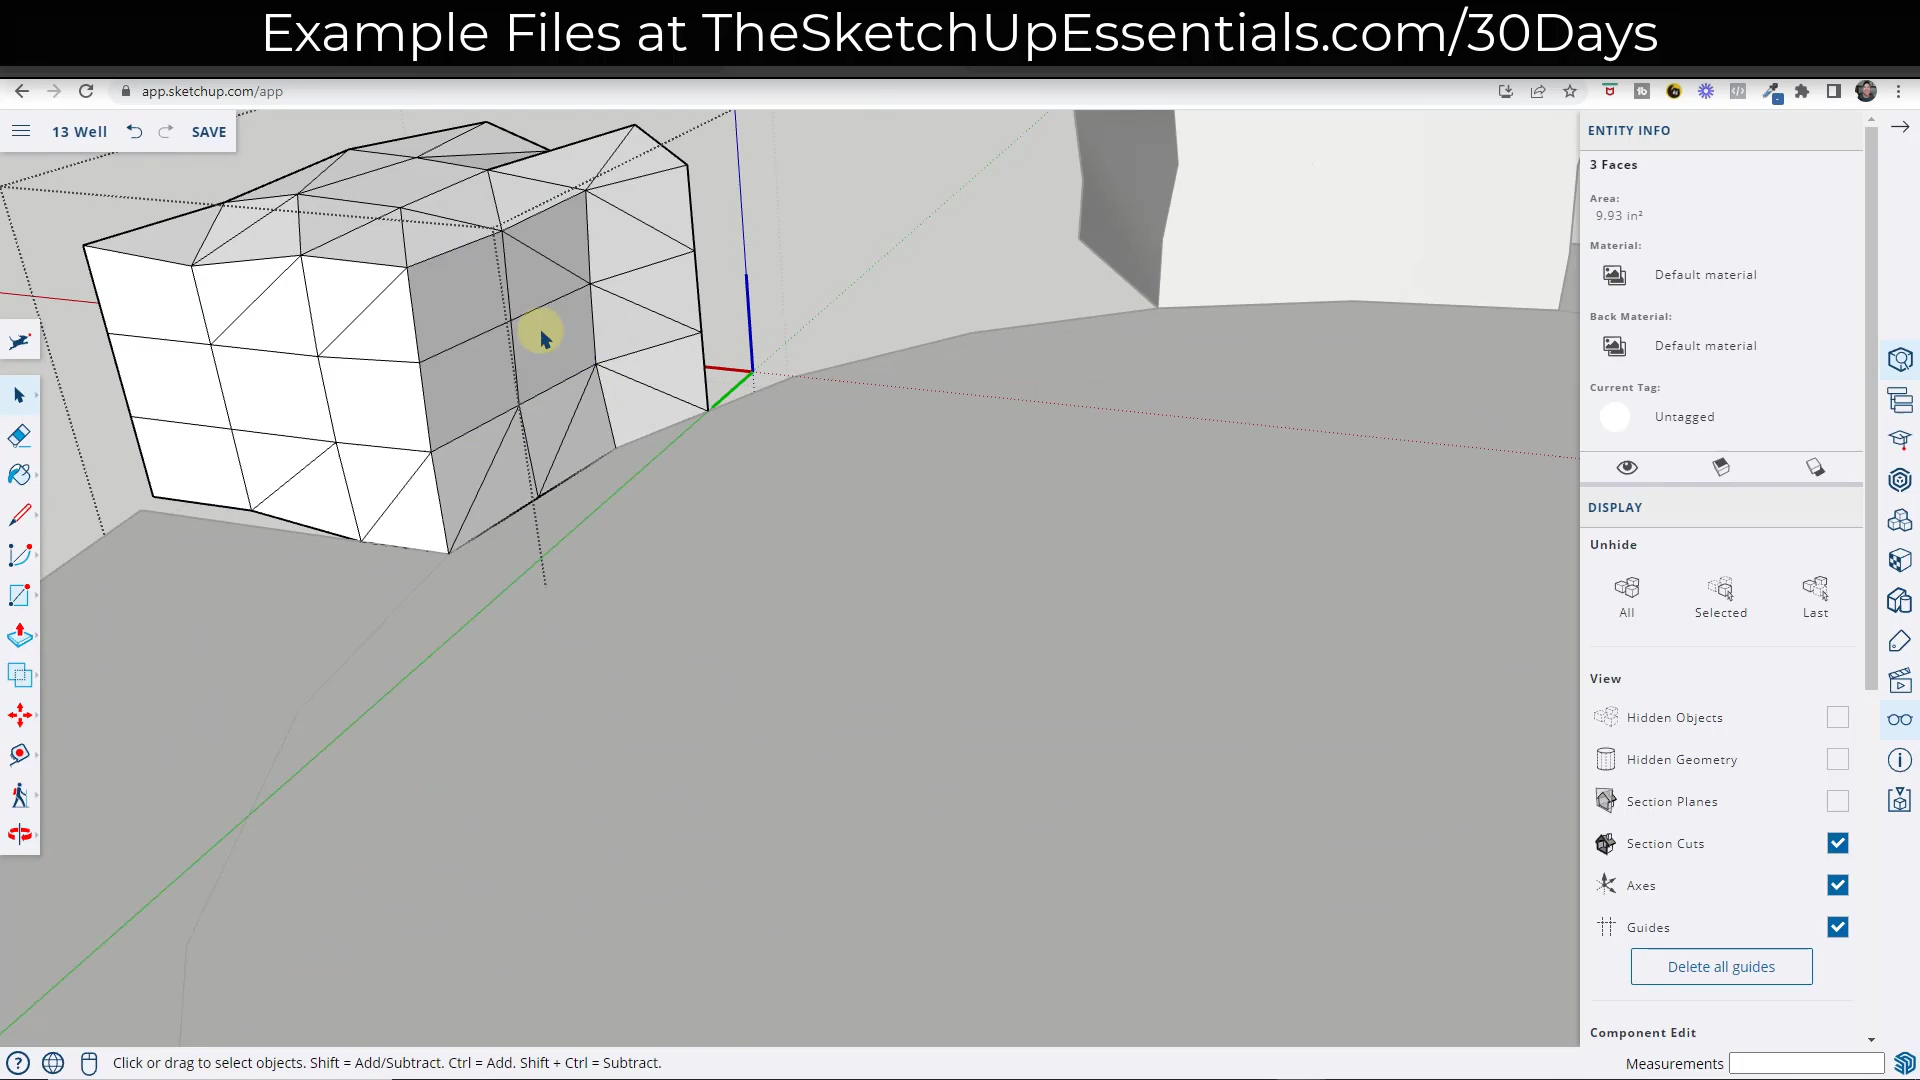 Example Files at TheSketchUpEssentials.com/30Days
app.sketchup.com/app
13 Well
SAVE
ENTITY INFO
3 Faces
Area:
9.93 in²
Material:
Default material
Back Material:
Default material
Current Tag:
Untagged
DISPLAY
Unhide
All
Selected
Last
View
Hidden Objects
Hidden Geometry
Section Planes
Section Cuts
Axes
Guides
Delete all guides
Component Edit
Click or drag to select objects. Shift = Add/Subtract. Ctrl = Add. Shift + Ctrl = Subtract.
Measurements